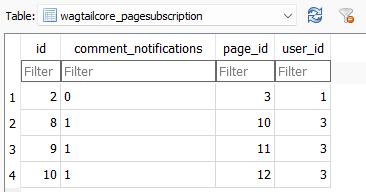 Table: wagtailcore_pagesubscription
id comment_notifications page_id user_id
Filter Filter Filter Filter
1 2 0 3 1
2 8 1 10 3
3 9 1 11 3
4 10 1 12 3